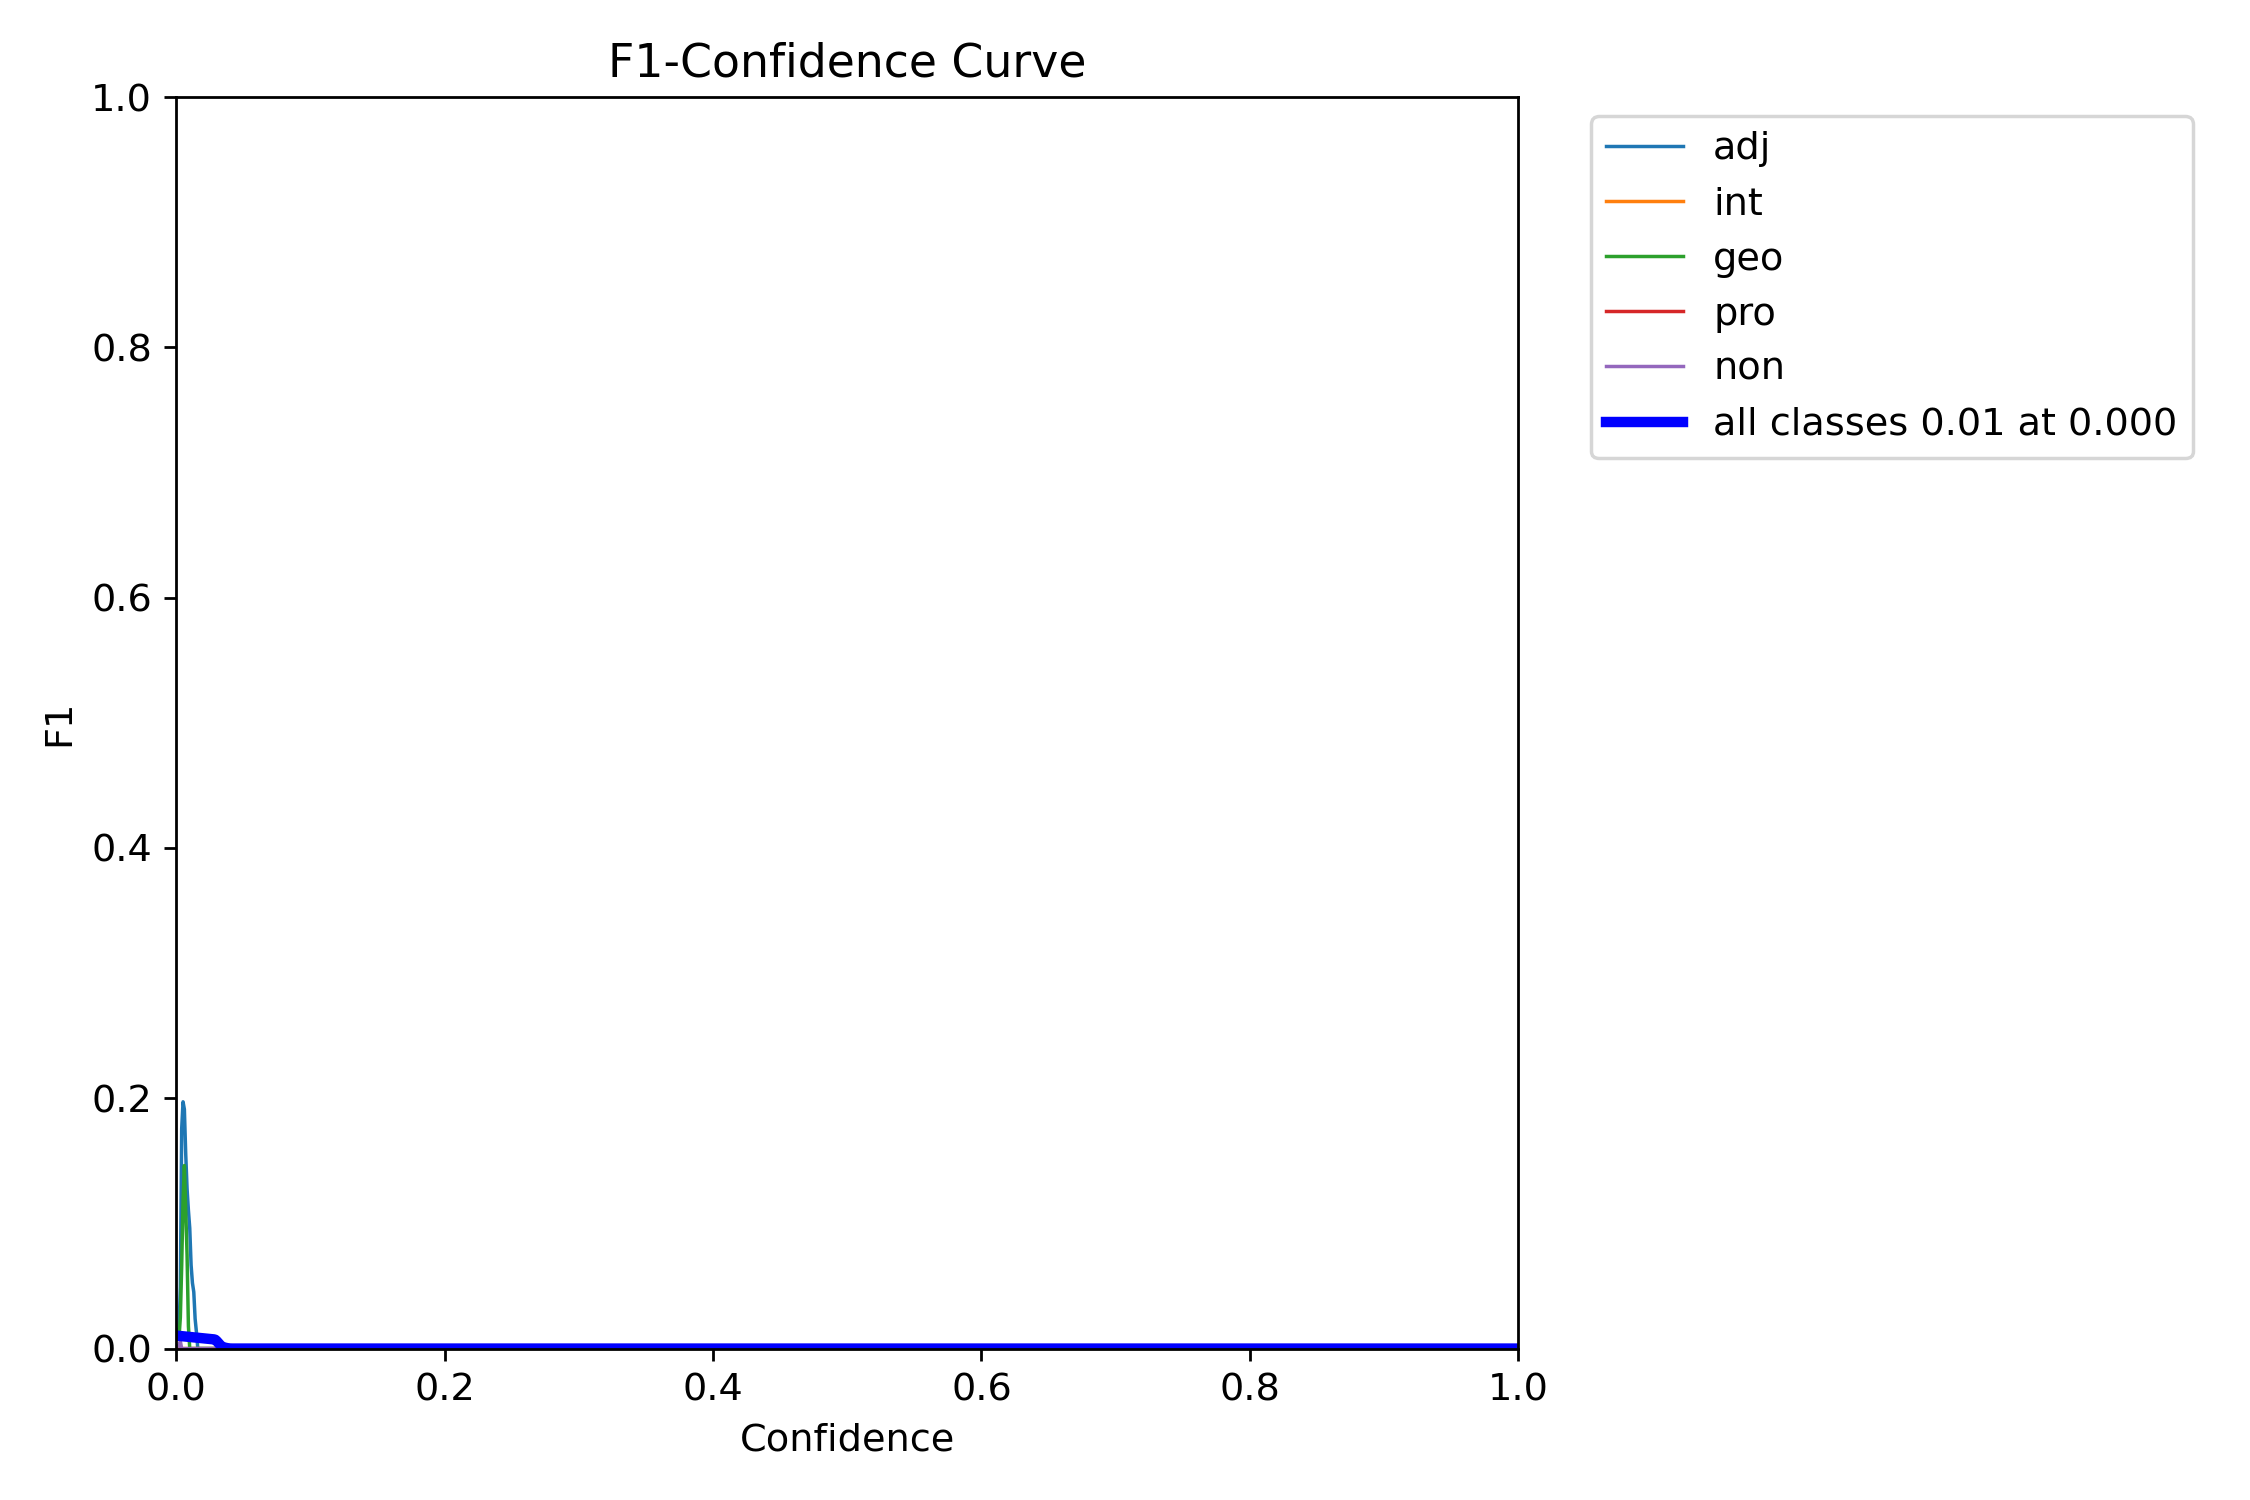 F1-Confidence Curve
1.0
0.8
0.6
0.4
0.2
0.0
F1
0.0 0.2 0.4 0.6 0.8 1.0
Confidence
adj
int
geo
pro
non
all classes 0.01 at 0.000